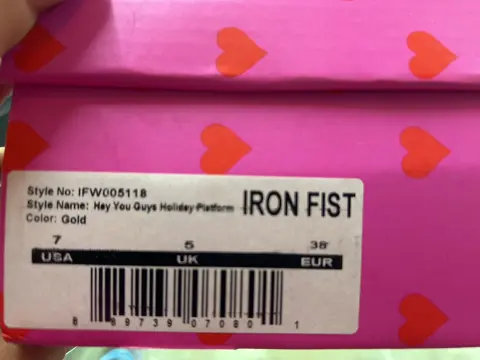 Style No: IFW005118
Style Name: Hey You Guys Holiday Platform
IRON FIST
Color: Gold
7 5 38
USA UK EUR
8 89739 07080 1